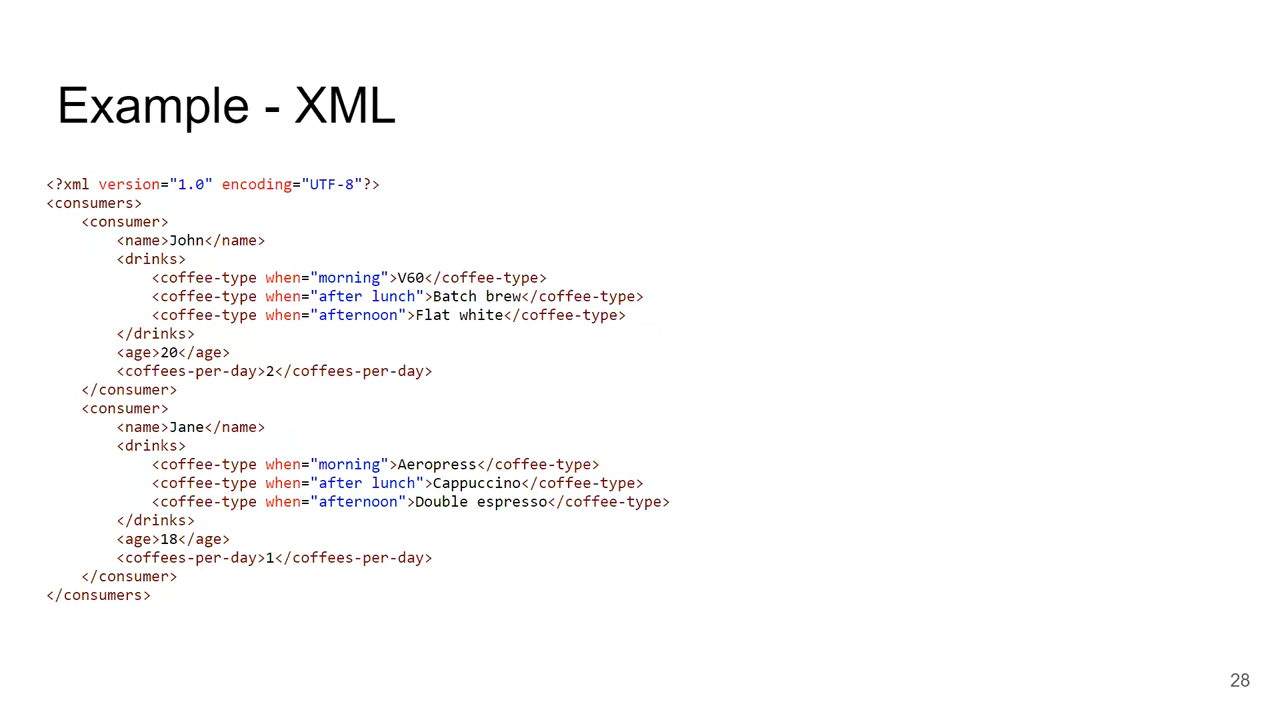 Example - XML
<?xml version="1.0" encoding="UTF-8"?>
<consumers>
    <consumer>
        <name>John</name>
        <drinks>
            <coffee-type when="morning">V60</coffee-type>
            <coffee-type when="after lunch">Batch brew</coffee-type>
            <coffee-type when="afternoon">Flat white</coffee-type>
        </drinks>
        <age>20</age>
        <coffees-per-day>2</coffees-per-day>
    </consumer>
    <consumer>
        <name>Jane</name>
        <drinks>
            <coffee-type when="morning">Aeropress</coffee-type>
            <coffee-type when="after lunch">Cappuccino</coffee-type>
            <coffee-type when="afternoon">Double espresso</coffee-type>
        </drinks>
        <age>18</age>
        <coffees-per-day>1</coffees-per-day>
    </consumer>
</consumers>
28